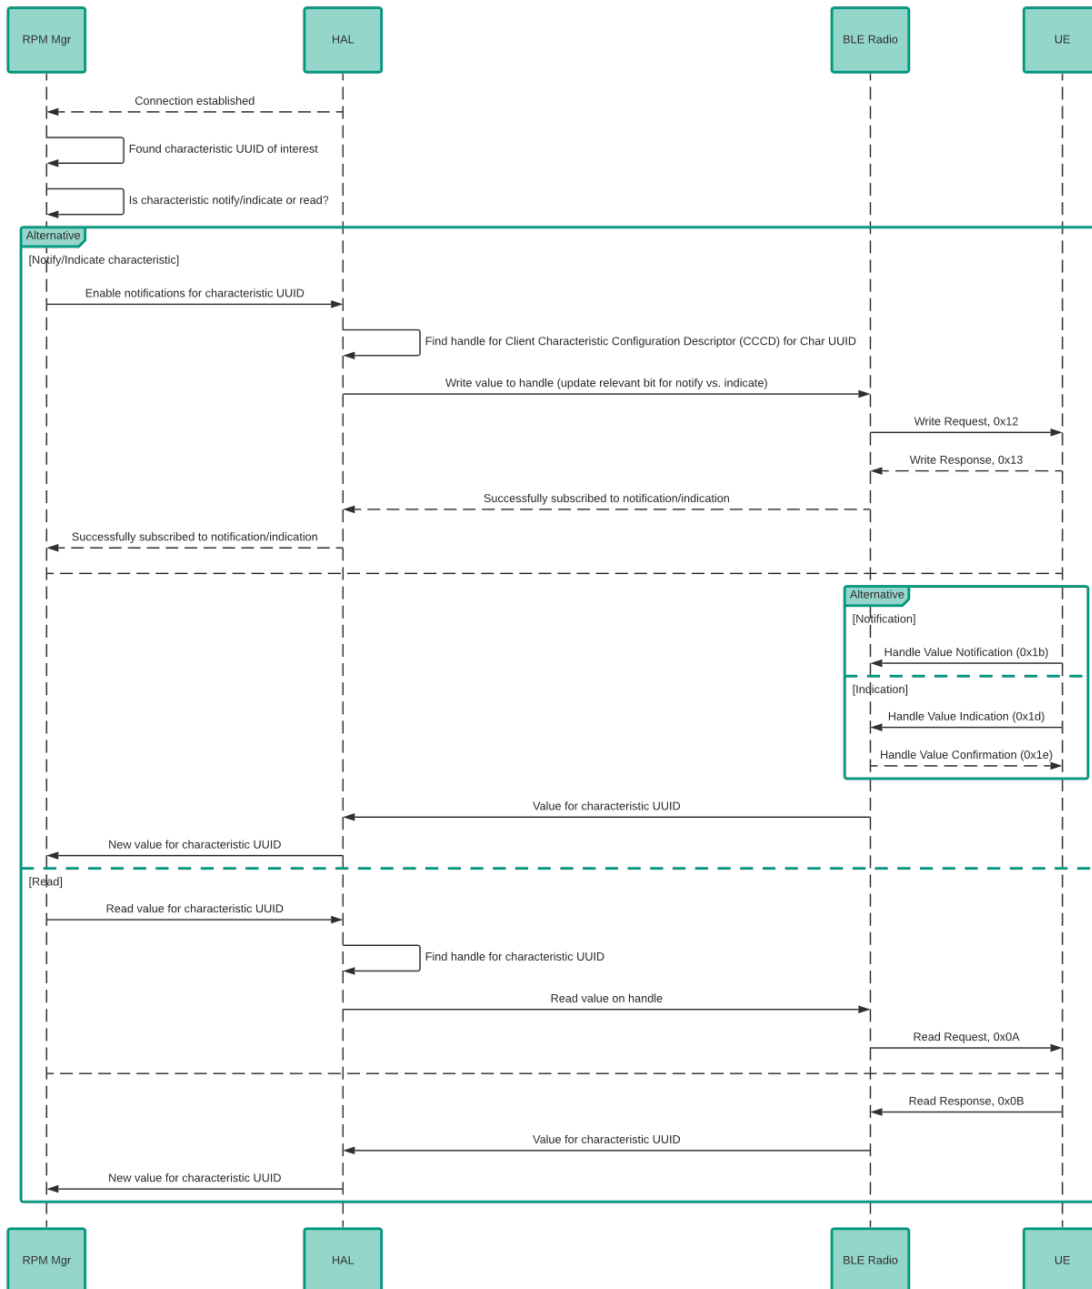 RPM Mgr
HAL
BLE Radio
UE
Connection established
Found characteristic UUID of interest
Is characteristic notify/indicate or read?
Alternative
[Notify/Indicate characteristic]
Enable notifications for characteristic UUID
Find handle for Client Characteristic Configuration Descriptor (CCCD) for Char UUID
Write value to handle (update relevant bit for notify vs. indicate)
Write Request, 0x12
Write Response, 0x13
Successfully subscribed to notification/indication
Successfully subscribed to notification/indication
Alternative
[Notification]
Handle Value Notification (0x1b)
[Indication]
Handle Value Indication (0x1d)
Handle Value Confirmation (0x1e)
Value for characteristic UUID
New value for characteristic UUID
[Read]
Read value for characteristic UUID
Find handle for characteristic UUID
Read value on handle
Read Request, 0x0A
Read Response, 0x0B
Value for characteristic UUID
New value for characteristic UUID
RPM Mgr
HAL
BLE Radio
UE